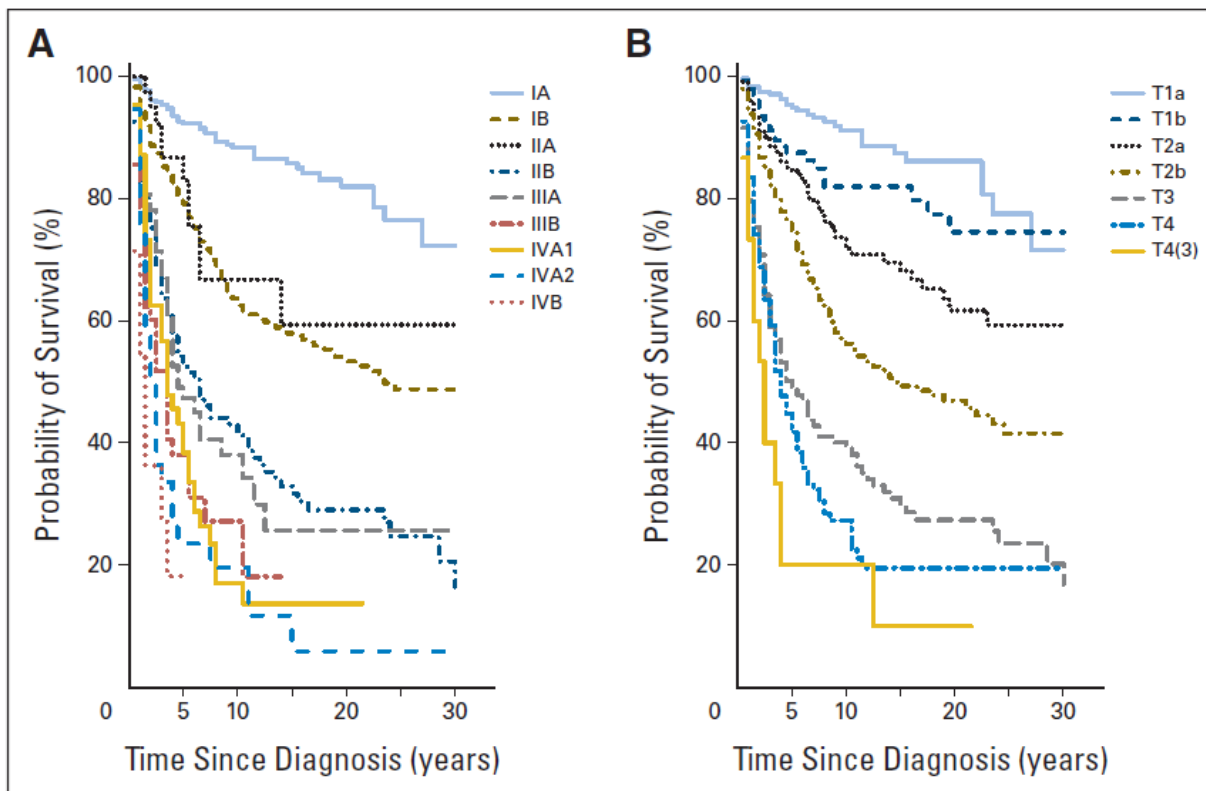 A
Probability of Survival (%)
100
80
60
40
20
0
5
10
20
30
Time Since Diagnosis (years)
IA
IB
IIA
IIB
IIIA
IIIB
IVA1
IVA2
IVB
B
Probability of Survival (%)
100
80
60
40
20
0
5
10
20
30
Time Since Diagnosis (years)
T1a
T1b
T2a
T2b
T3
T4
T4(3)